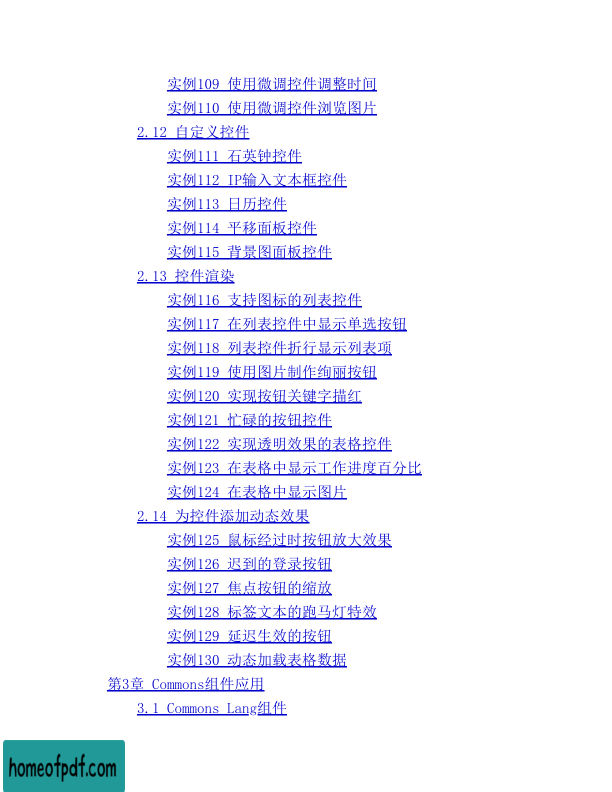 实例109 使用微调控件调整时间
实例110 使用微调控件浏览图片
2.12 自定义控件
实例111 石英钟控件
实例112 IP输入文本框控件
实例113 日历控件
实例114 平移面板控件
实例115 背景图面板控件
2.13 控件渲染
实例116 支持图标的列表控件
实例117 在列表控件中显示单选按钮
实例118 列表控件折行显示列表项
实例119 使用图片制作绚丽按钮
实例120 实现按钮关键字描红
实例121 忙碌的按钮控件
实例122 实现透明效果的表格控件
实例123 在表格中显示工作进度百分比
实例124 在表格中显示图片
2.14 为控件添加动态效果
实例125 鼠标经过时按钮放大效果
实例126 迟到的登录按钮
实例127 焦点按钮的缩放
实例128 标签文本的跑马灯特效
实例129 延迟生效的按钮
实例130 动态加载表格数据
第3章 Commons组件应用
3.1 Commons Lang组件
homeofpdf.com